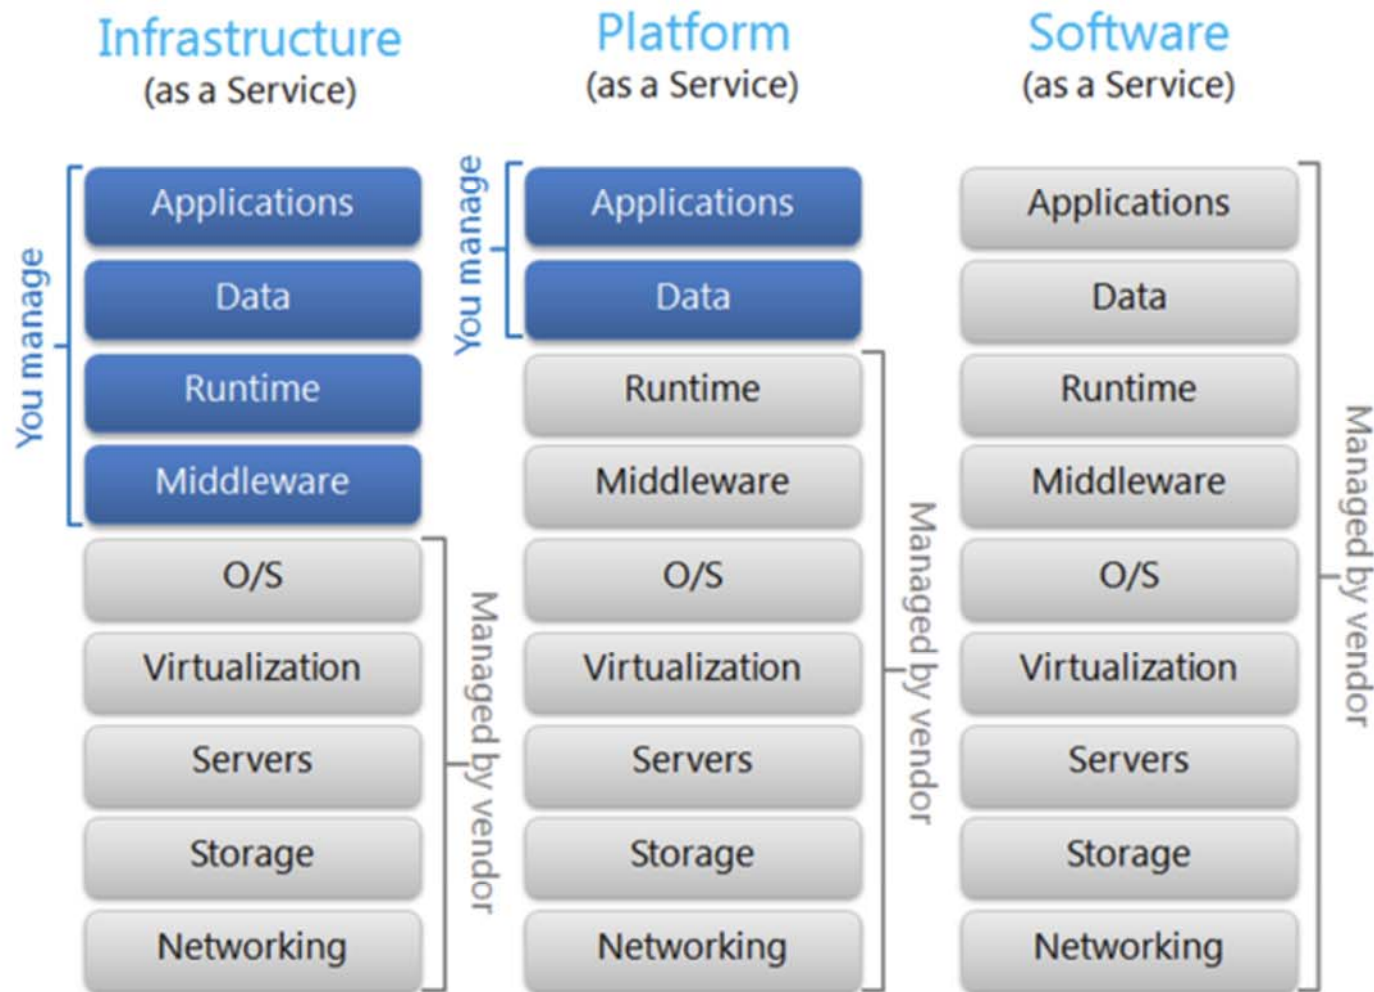 Infrastructure
(as a Service)
You manage
Applications
Data
Runtime
Middleware
O/S
Virtualization
Servers
Storage
Networking
Managed by vendor
Platform
(as a Service)
You manage
Applications
Data
Runtime
Middleware
O/S
Virtualization
Servers
Storage
Networking
Managed by vendor
Software
(as a Service)
Applications
Data
Runtime
Middleware
O/S
Virtualization
Servers
Storage
Networking
Managed by vendor